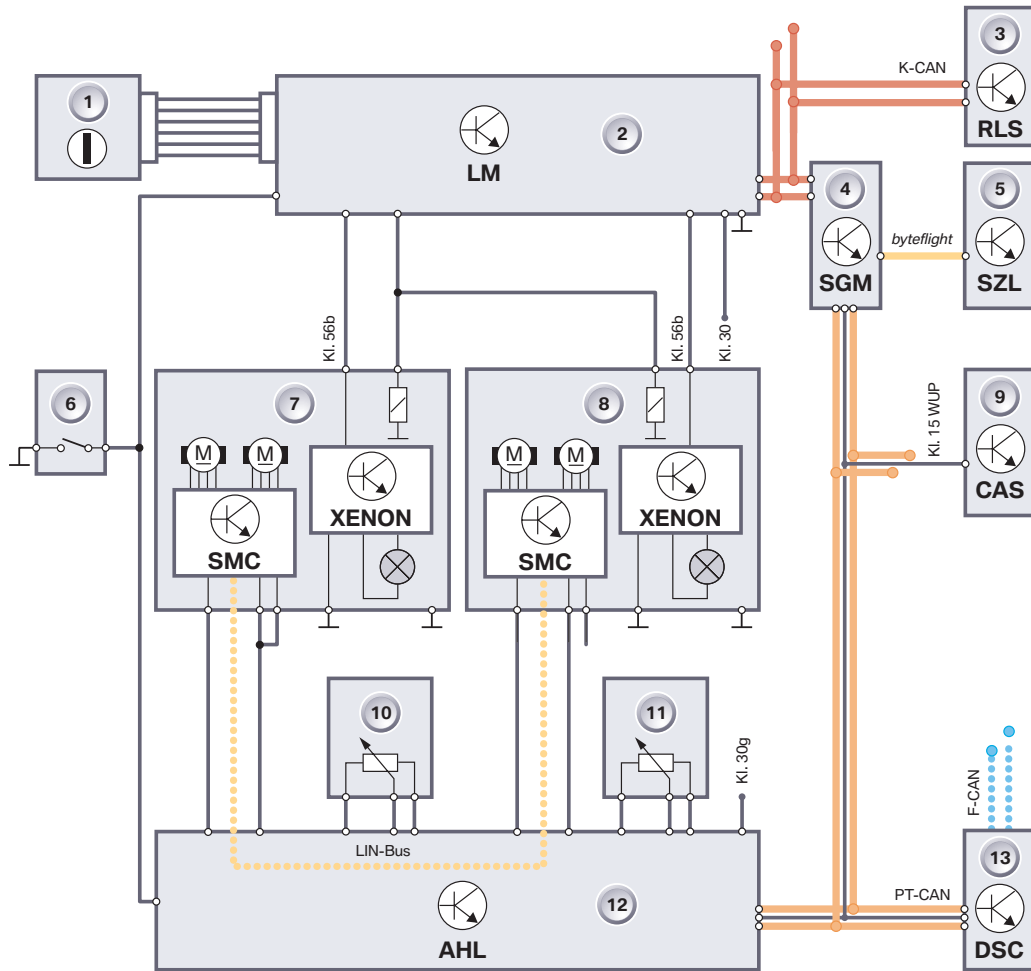 1
2
LM
K-CAN
3
RLS
4
SGM
byteflight
5
SZL
Kl. 56b
Kl. 56b
Kl. 30
6
7
M
M
XENON
SMC
8
M
M
XENON
SMC
Kl. 15 WUP
9
CAS
10
11
Kl. 30g
F-CAN
LIN-Bus
12
AHL
PT-CAN
13
DSC